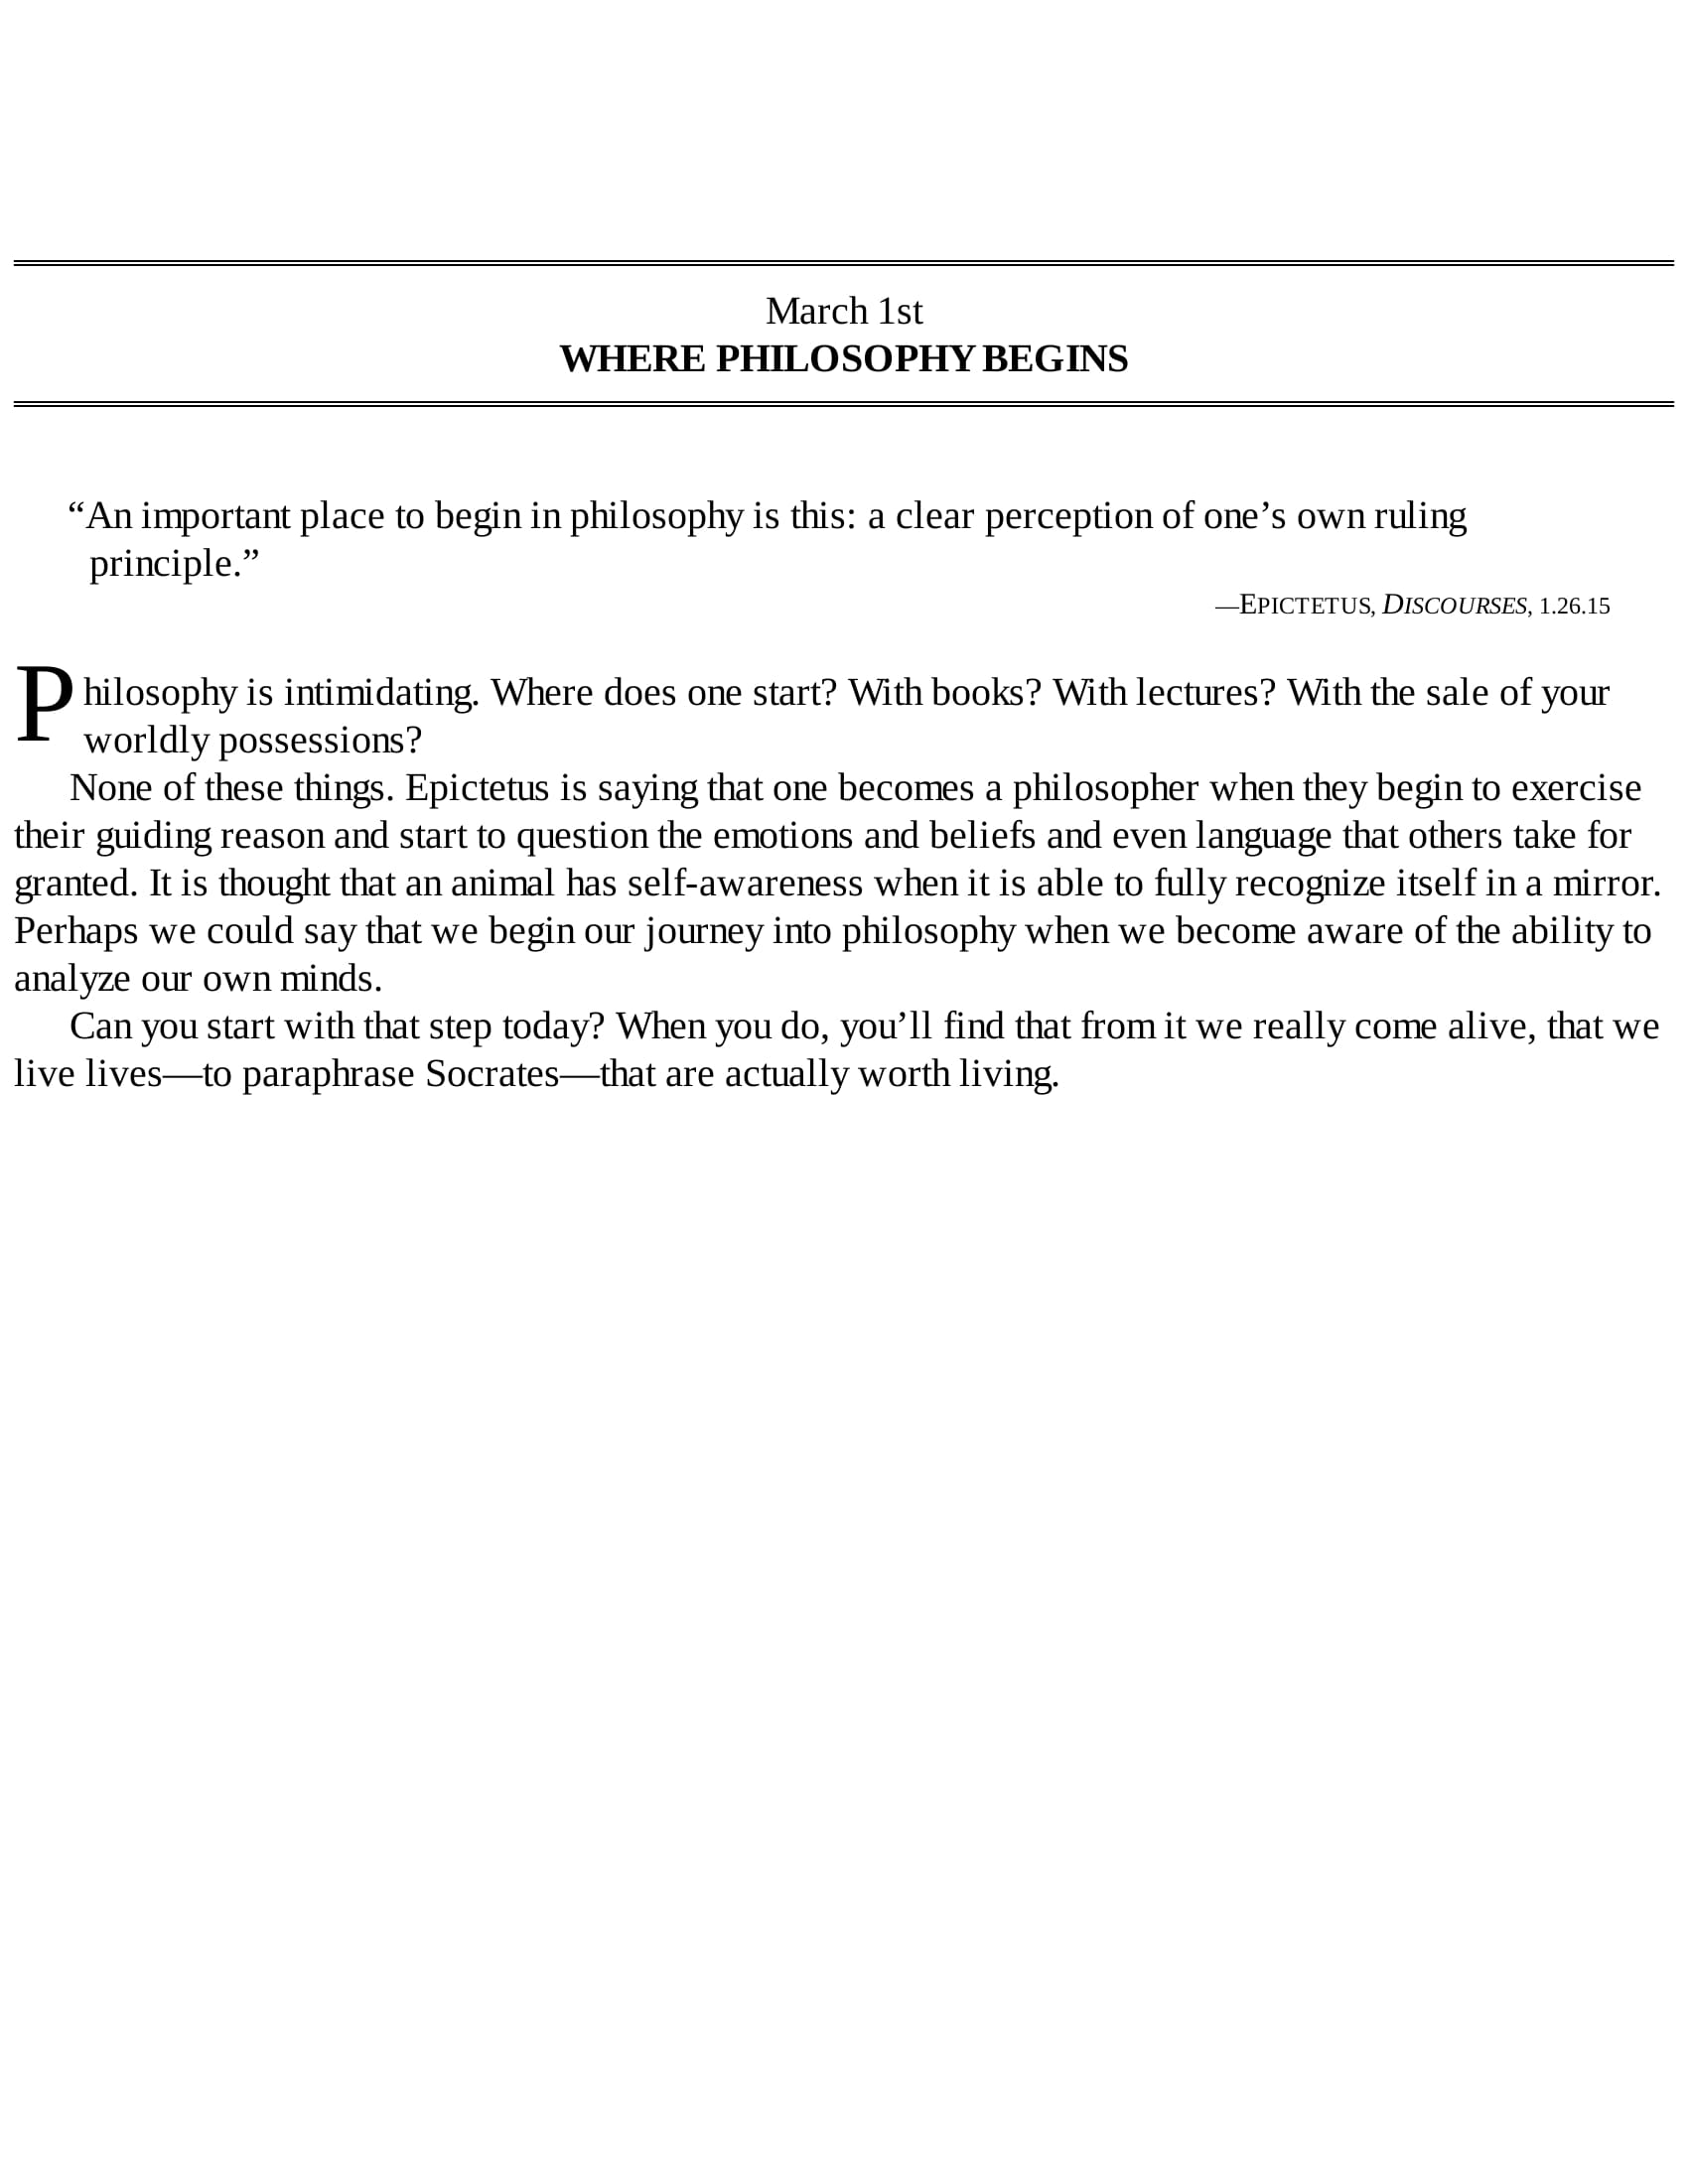 March 1st
WHERE PHILOSOPHY BEGINS
“An important place to begin in philosophy is this: a clear perception of one’s own ruling
principle.”
—EPICTETUS, DISCOURSES, 1.26.15
Philosophy is intimidating. Where does one start? With books? With lectures? With the sale of your
worldly possessions?
None of these things. Epictetus is saying that one becomes a philosopher when they begin to exercise
their guiding reason and start to question the emotions and beliefs and even language that others take for
granted. It is thought that an animal has self-awareness when it is able to fully recognize itself in a mirror.
Perhaps we could say that we begin our journey into philosophy when we become aware of the ability to
analyze our own minds.
Can you start with that step today? When you do, you’ll find that from it we really come alive, that we
live lives—to paraphrase Socrates—that are actually worth living.